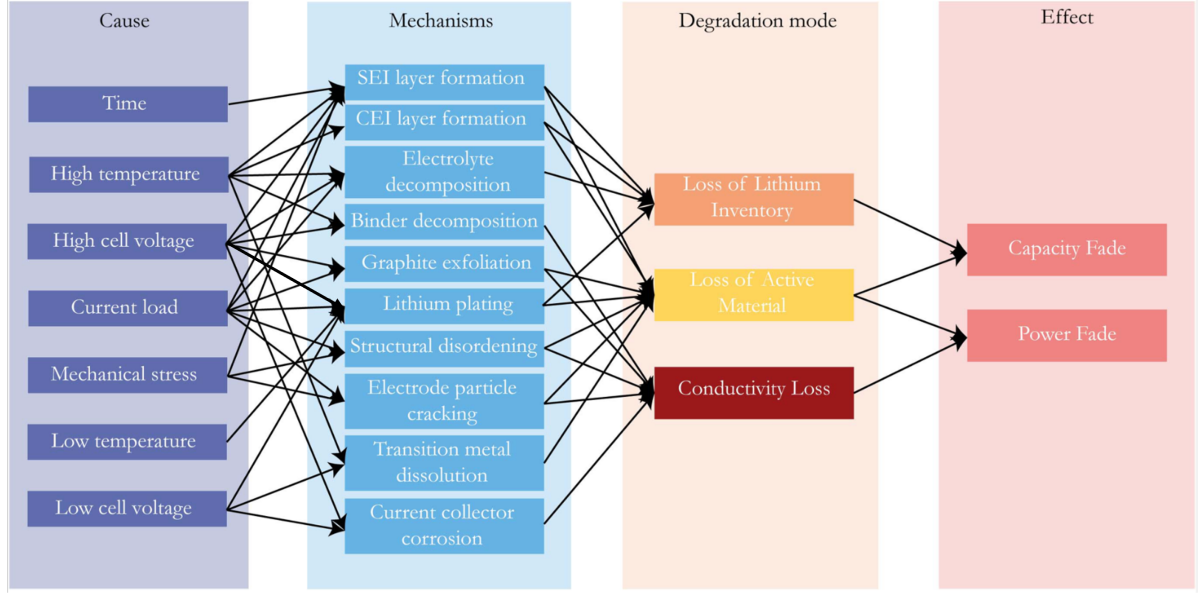 Cause
Mechanisms
Degradation mode
Effect
Time
High temperature
High cell voltage
Current load
Mechanical stress
Low temperature
Low cell voltage
SEI layer formation
CEI layer formation
Electrolyte
decomposition
Binder decomposition
Graphite exfoliation
Lithium plating
Structural disordening
Electrode particle
cracking
Transition metal
dissolution
Current collector
corrosion
Loss of Lithium
Inventory
Loss of Active
Material
Conductivity Loss
Capacity Fade
Power Fade